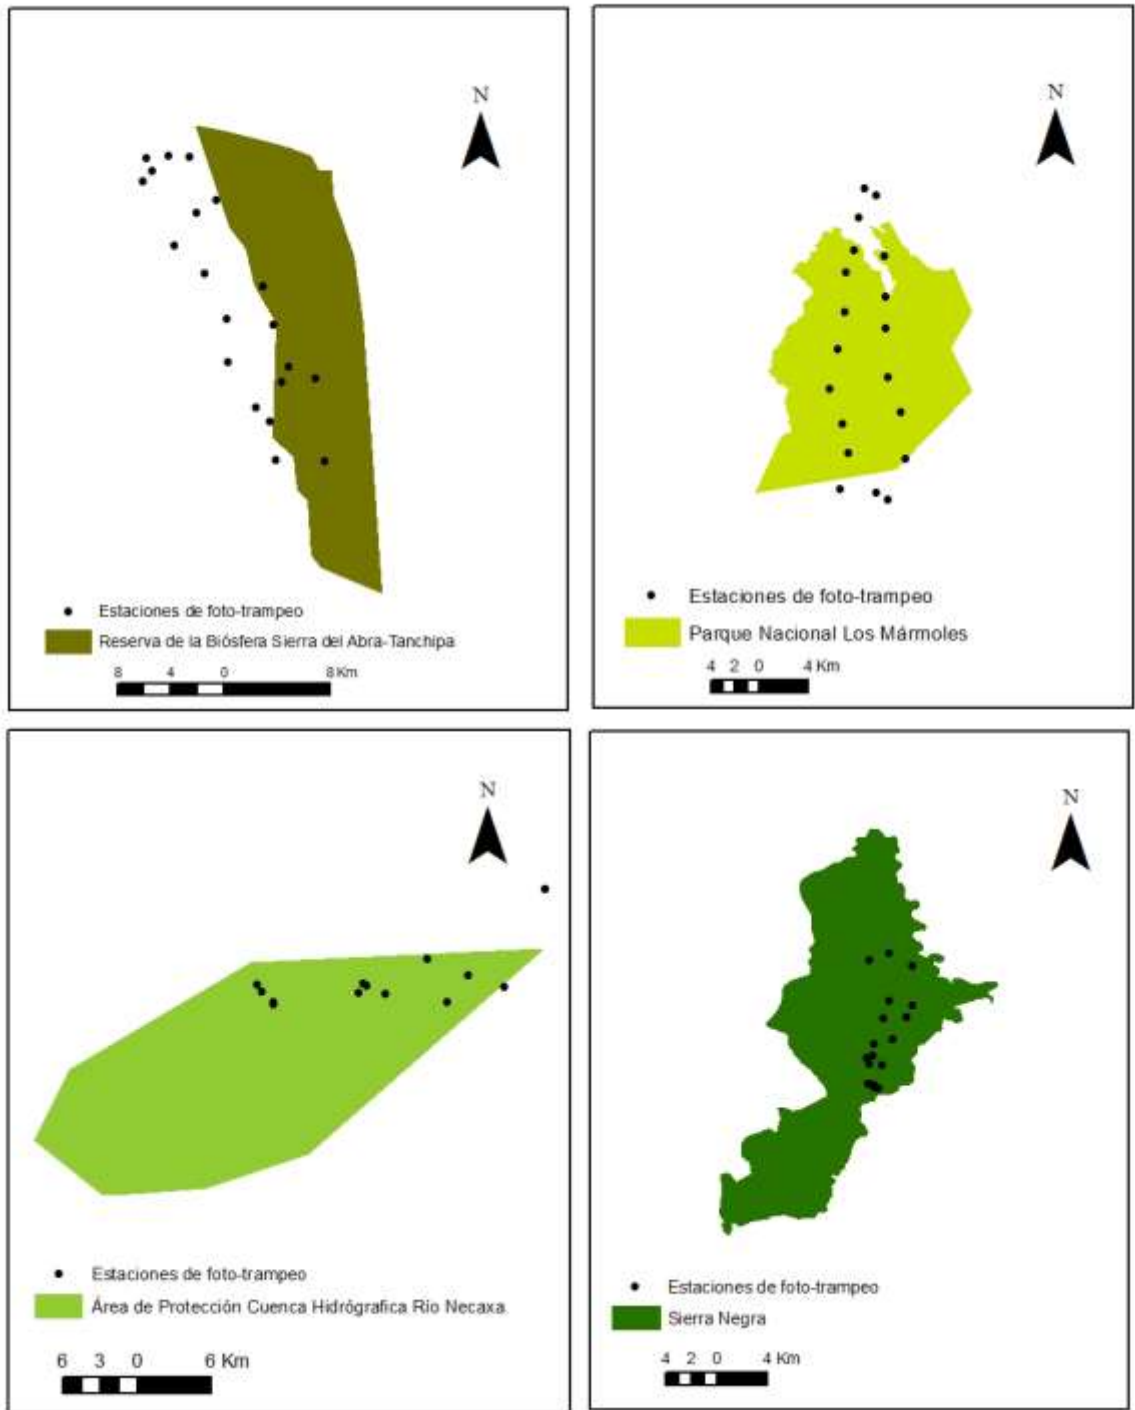 N
Estaciones de foto-trampeo
Reserva de la Biósfera Sierra del Abra-Tanchipa
8 4 0 8 Km
N
Estaciones de foto-trampeo
Parque Nacional Los Mármoles
4 2 0 4 Km
N
Estaciones de foto-trampeo
Área de Protección Cuenca Hidrógrafica Río Necaxa
6 3 0 6 Km
N
Estaciones de foto-trampeo
Sierra Negra
4 2 0 4 Km